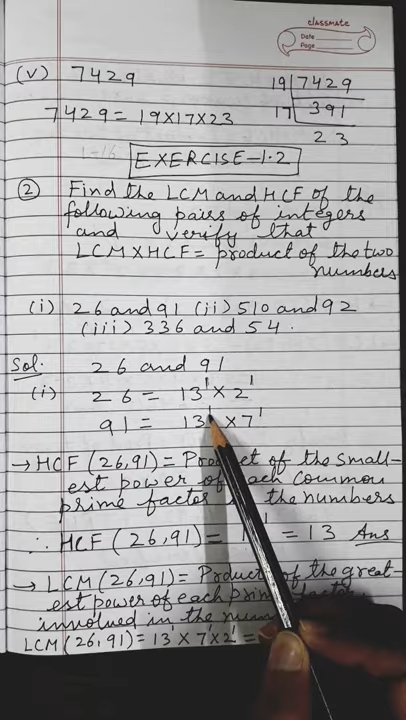 classmate
Date
Page
(v) 7429
19 7429
7429 = 19×17×23
17 391
23
EXERCISE-1.2
② Find the LCM and HCF of the
following pairs of integers
and verify that
LCM×HCF= product of the two
numbers
(i) 26 and 91 (ii) 510 and 92
(iii) 336 and 54.
Sol: 26 and 91
(i) 26 = 13¹ × 2¹
91 = 13¹ × 7¹
→HCF(26,91) = Product of the small-
est power of each common
prime factor the numbers
∴ HCF(26,91) = = 13 Ans
→ LCM(26,91) = Product of the great-
est power of each prime factor
involved in the
LCM(26,91) = 13¹ × 7¹ × 2¹ =